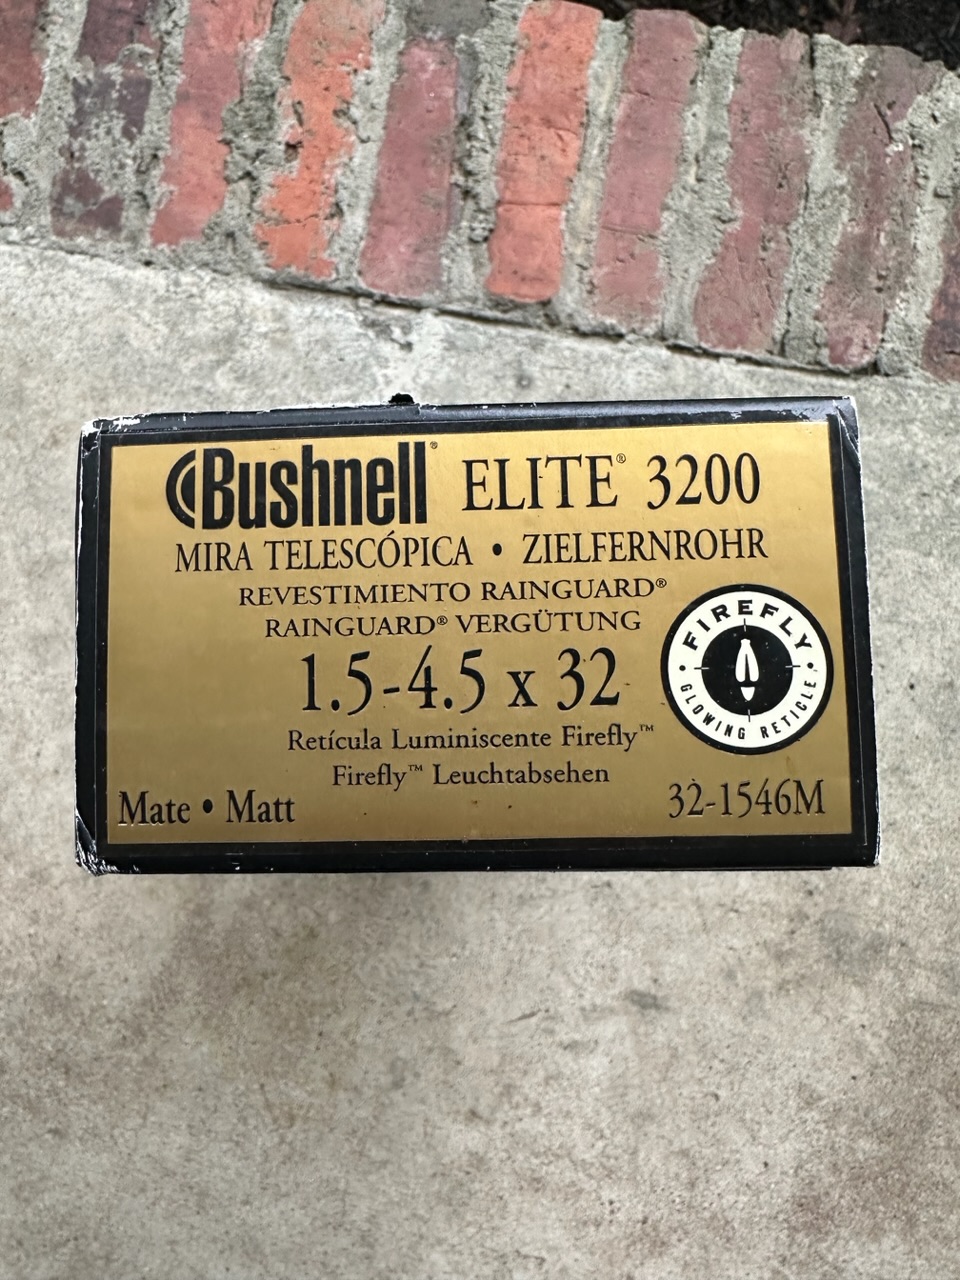 Bushnell® ELITE® 3200
MIRA TELESCÓPICA • ZIELFERNROHR
REVESTIMIENTO RAINGUARD®
RAINGUARD® VERGÜTUNG
1.5-4.5 x 32
Retícula Luminiscente Firefly™
Firefly™ Leuchtabsehen
FIREFLY
• GLOWING RETICLE •
Mate • Matt
32-1546M